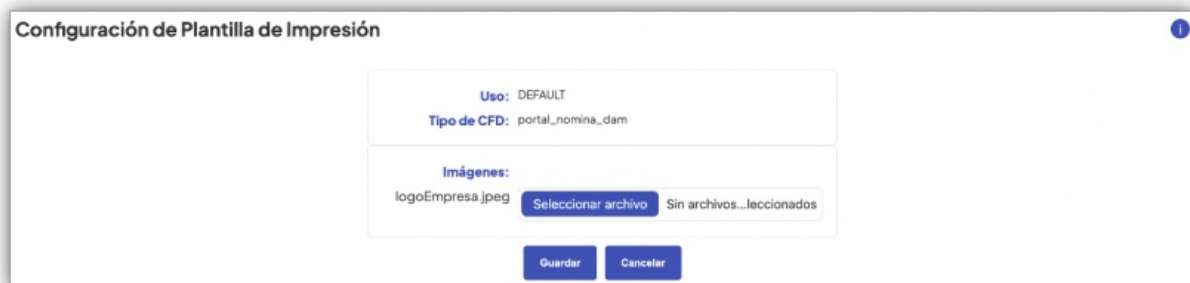 Configuración de Plantilla de Impresión
i
Uso: DEFAULT
Tipo de CFD: portal_nomina_dam
Imágenes:
logoEmpresa.jpeg Seleccionar archivo Sin archivos...leccionados
Guardar Cancelar